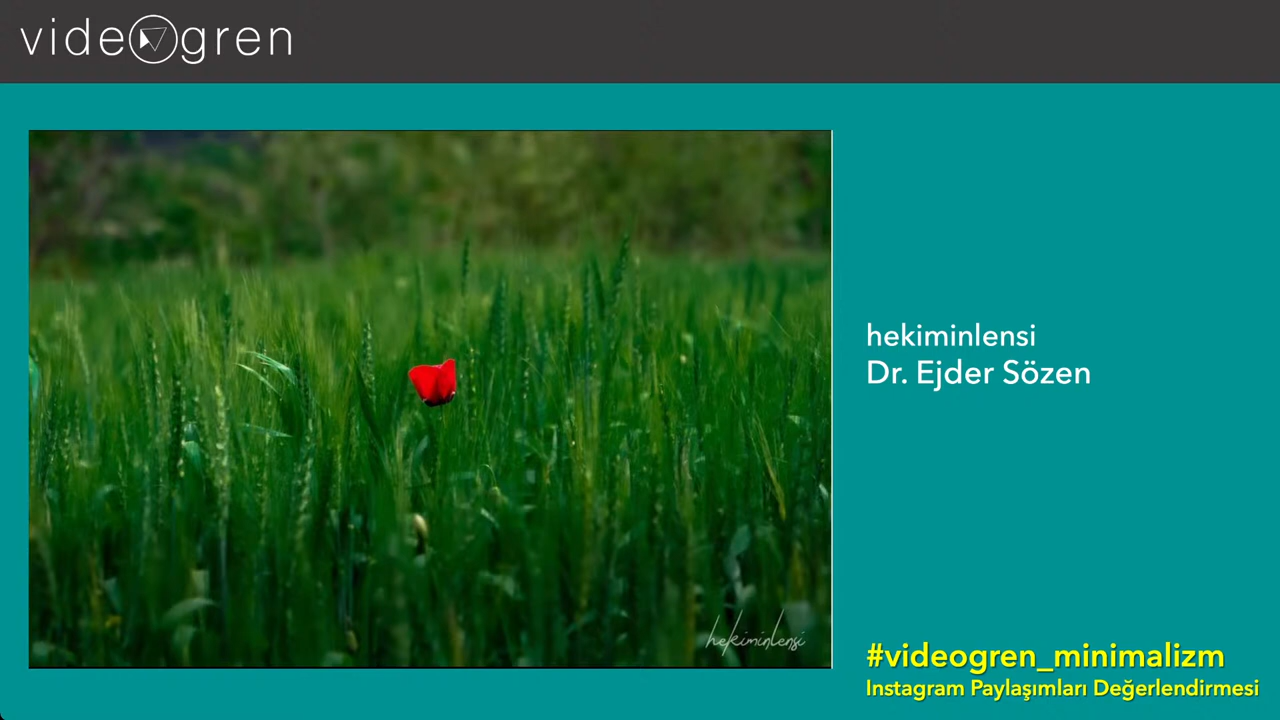 videOgren
hekiminlensi
Dr. Ejder Sözen
hekiminlensi
#videogren_minimalizm
Instagram Paylaşımları Değerlendirmesi